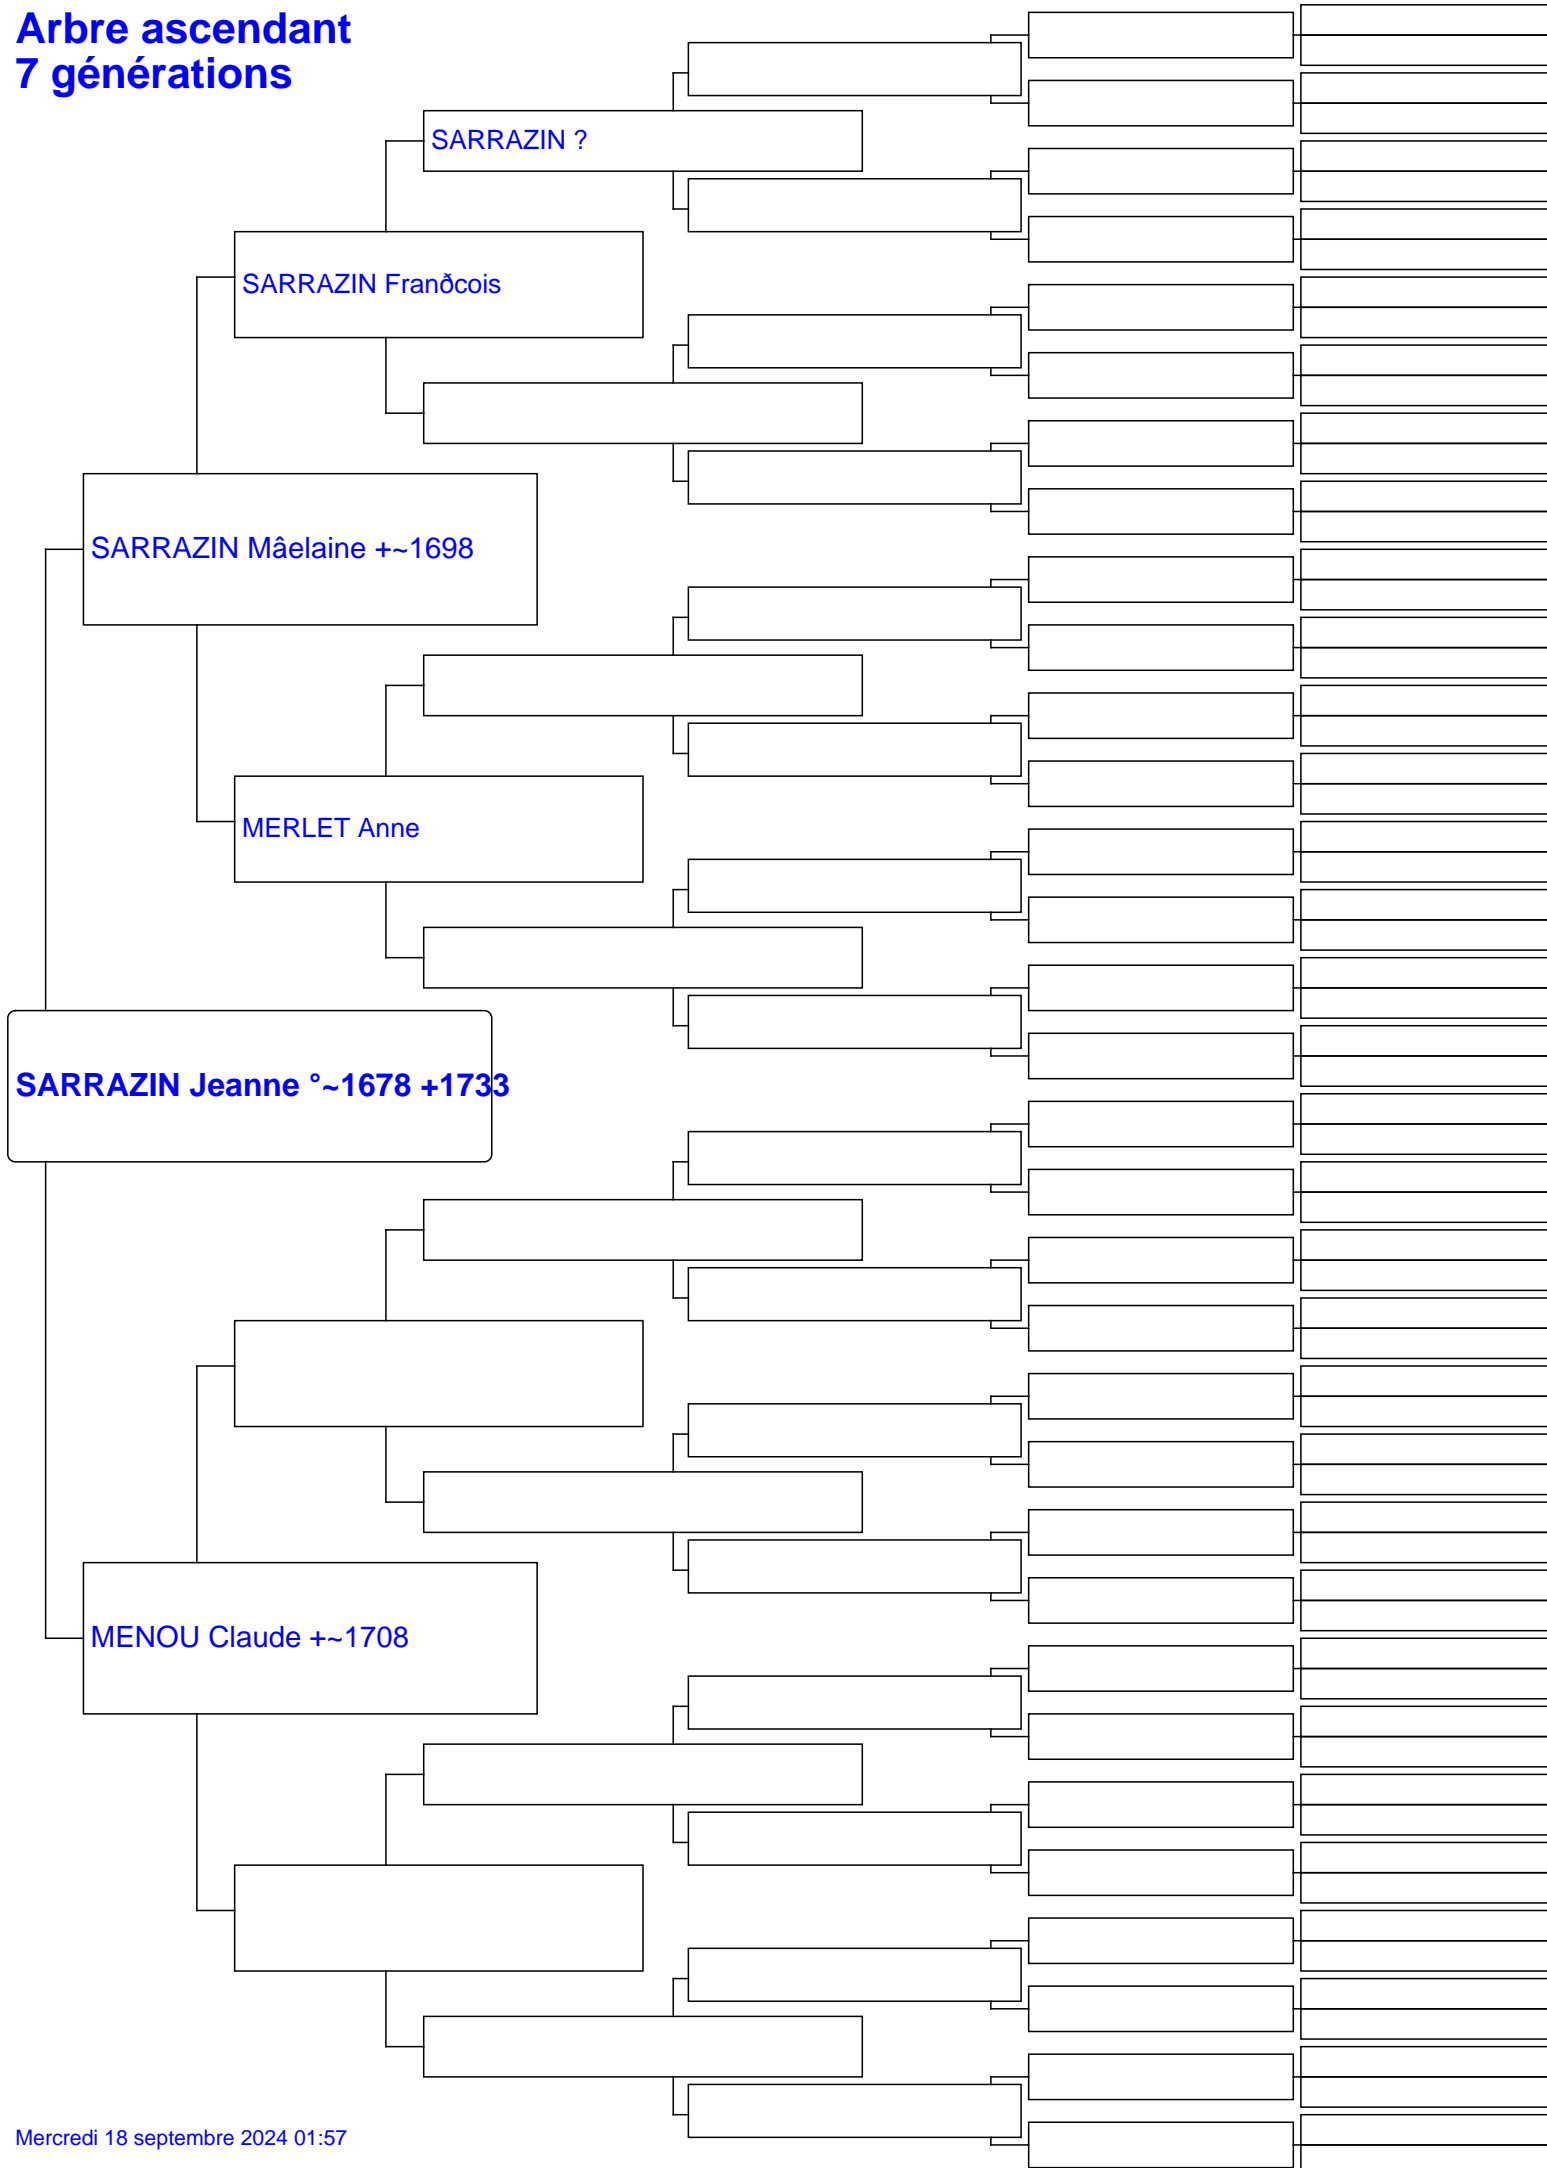 Arbre ascendant
7 générations
SARRAZIN ?
SARRAZIN Franðcois
SARRAZIN Mâelaine +~1698
MERLET Anne
SARRAZIN Jeanne °~1678 +1733
MENOU Claude +~1708
Mercredi 18 septembre 2024 01:57